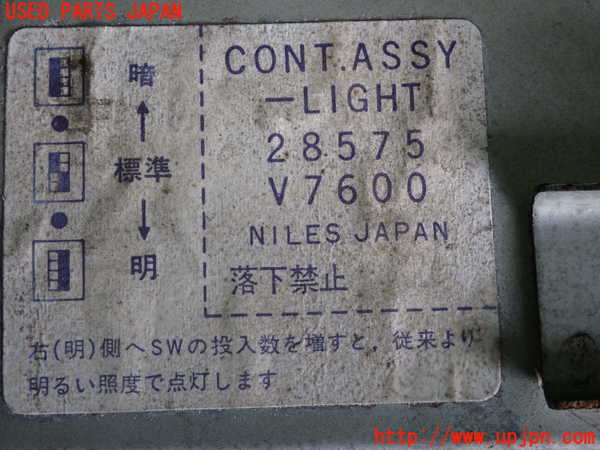 USED PARTS JAPAN
暗
標準
明
CONT.ASSY
—LIGHT
28575
V7600
NILES JAPAN
落下禁止
右(明)側へSWの投入数を増すと、従来より
明るい照度で点灯します
http://www.upjpn.com/